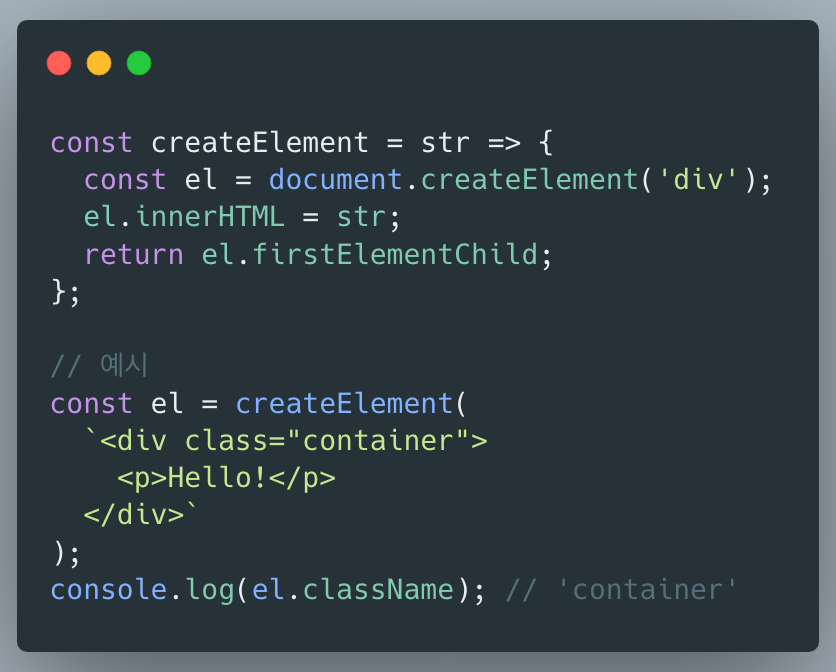 const createElement = str => {
  const el = document.createElement('div');
  el.innerHTML = str;
  return el.firstElementChild;
};

// 예시
const el = createElement(
  `<div class="container">
    <p>Hello!</p>
  </div>`
);
console.log(el.className); // 'container'